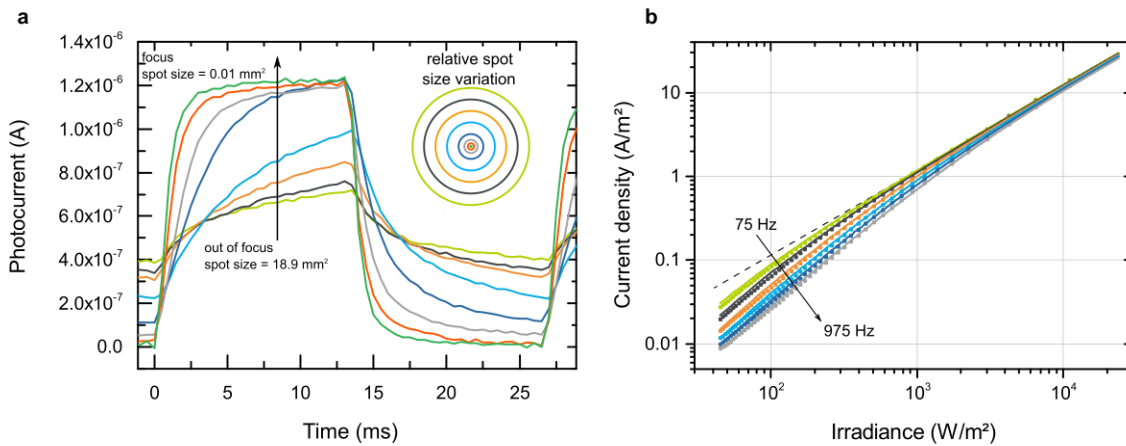 a
Photocurrent (A)
1.4x10⁻⁶
1.2x10⁻⁶
1.0x10⁻⁶
8.0x10⁻⁷
6.0x10⁻⁷
4.0x10⁻⁷
2.0x10⁻⁷
0.0
focus
spot size = 0.01 mm²
relative spot
size variation
out of focus
spot size = 18.9 mm²
0 5 10 15 20 25
Time (ms)
b
Current density (A/m²)
10
1
0.1
0.01
75 Hz
975 Hz
10² 10³ 10⁴
Irradiance (W/m²)